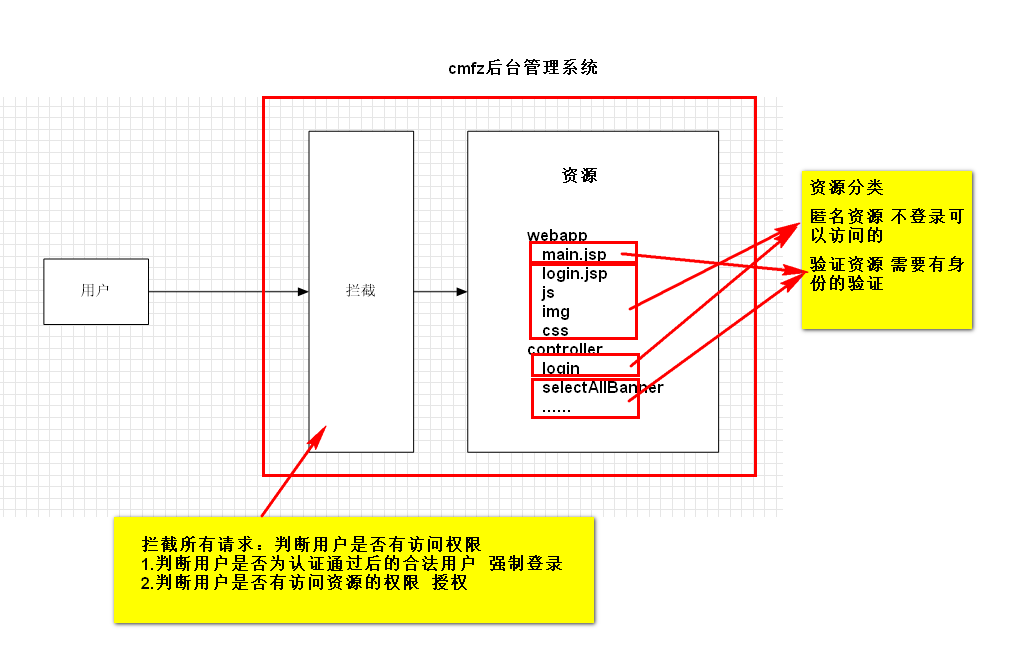 cmfz后台管理系统
用户
拦截
资源
webapp
main.jsp
login.jsp
js
img
css
controller
login
selectAllBanner
......
资源分类
匿名资源 不登录可
以访问的
验证资源 需要有身
份的验证
拦截所有请求：判断用户是否有访问权限
1.判断用户是否为认证通过后的合法用户 强制登录
2.判断用户是否有访问资源的权限 授权